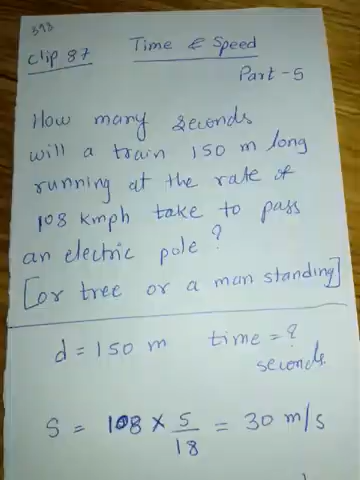 393
Clip 87 Time & Speed
Part-5
How many seconds
will a train 150 m long
running at the rate of
108 kmph take to pass
an electric pole?
[or tree or a man standing]
d = 150 m time = ?
seconds
S = 108 × 5/18 = 30 m/s